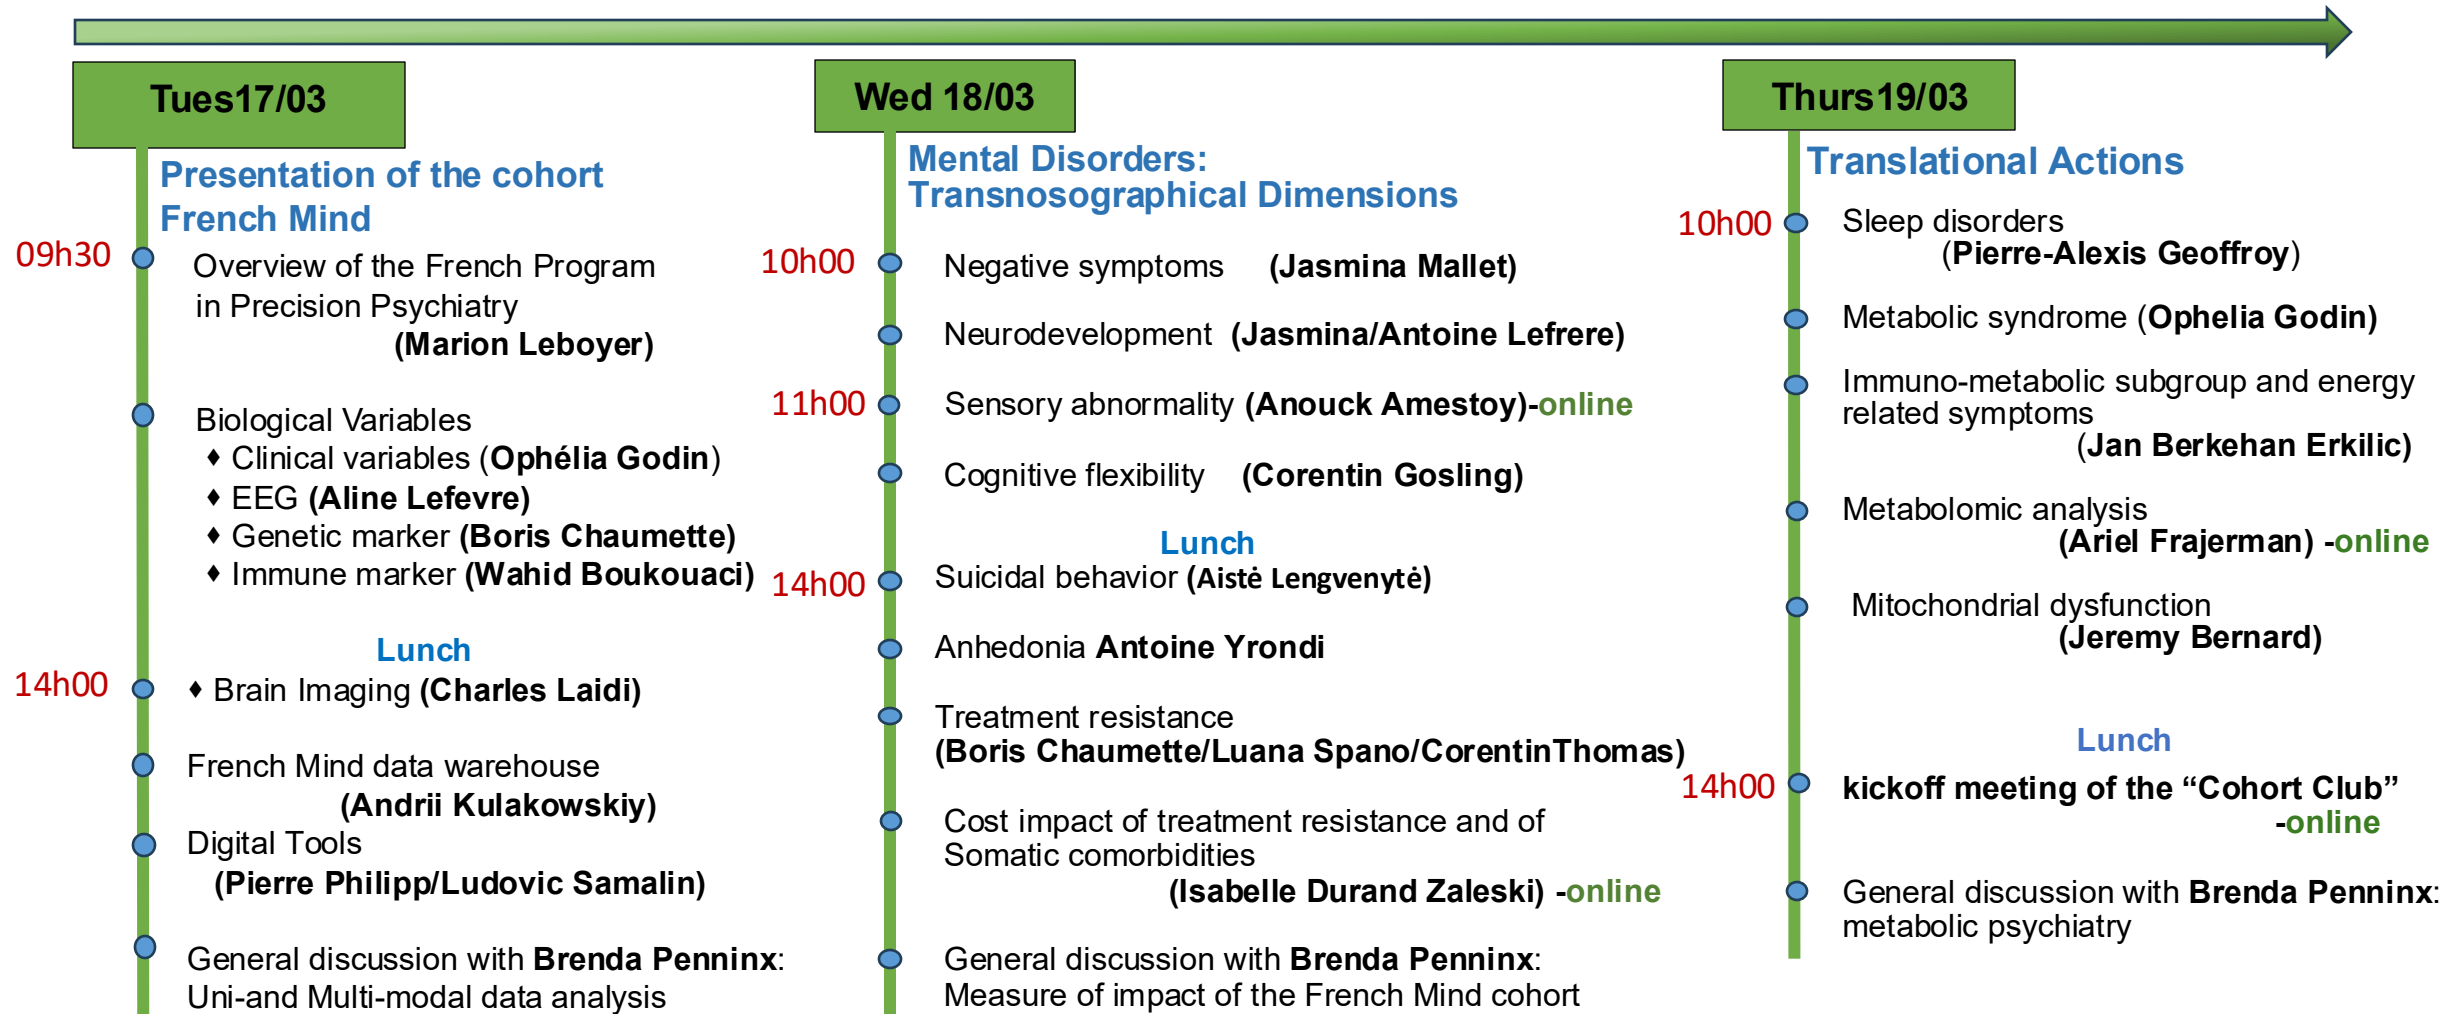 Tues17/03
Presentation of the cohort
French Mind
09h30
Overview of the French Program
in Precision Psychiatry
(Marion Leboyer)
Biological Variables
♦ Clinical variables (Ophélia Godin)
♦ EEG (Aline Lefevre)
♦ Genetic marker (Boris Chaumette)
♦ Immune marker (Wahid Boukouaci)
Lunch
14h00
♦ Brain Imaging (Charles Laidi)
French Mind data warehouse
(Andrii Kulakowskiy)
Digital Tools
(Pierre Philipp/Ludovic Samalin)
General discussion with Brenda Penninx:
Uni-and Multi-modal data analysis
Wed 18/03
Mental Disorders:
Transnosographical Dimensions
10h00
Negative symptoms (Jasmina Mallet)
Neurodevelopment (Jasmina/Antoine Lefrere)
11h00
Sensory abnormality (Anouck Amestoy)-online
Cognitive flexibility (Corentin Gosling)
Lunch
14h00
Suicidal behavior (Aistė Lengvenytė)
Anhedonia Antoine Yrondi
Treatment resistance
(Boris Chaumette/Luana Spano/CorentinThomas)
Cost impact of treatment resistance and of
Somatic comorbidities
(Isabelle Durand Zaleski) -online
General discussion with Brenda Penninx:
Measure of impact of the French Mind cohort
Thurs19/03
Translational Actions
10h00
Sleep disorders
(Pierre-Alexis Geoffroy)
Metabolic syndrome (Ophelia Godin)
Immuno-metabolic subgroup and energy
related symptoms
(Jan Berkehan Erkilic)
Metabolomic analysis
(Ariel Frajerman) -online
Mitochondrial dysfunction
(Jeremy Bernard)
Lunch
14h00
kickoff meeting of the “Cohort Club”
-online
General discussion with Brenda Penninx:
metabolic psychiatry